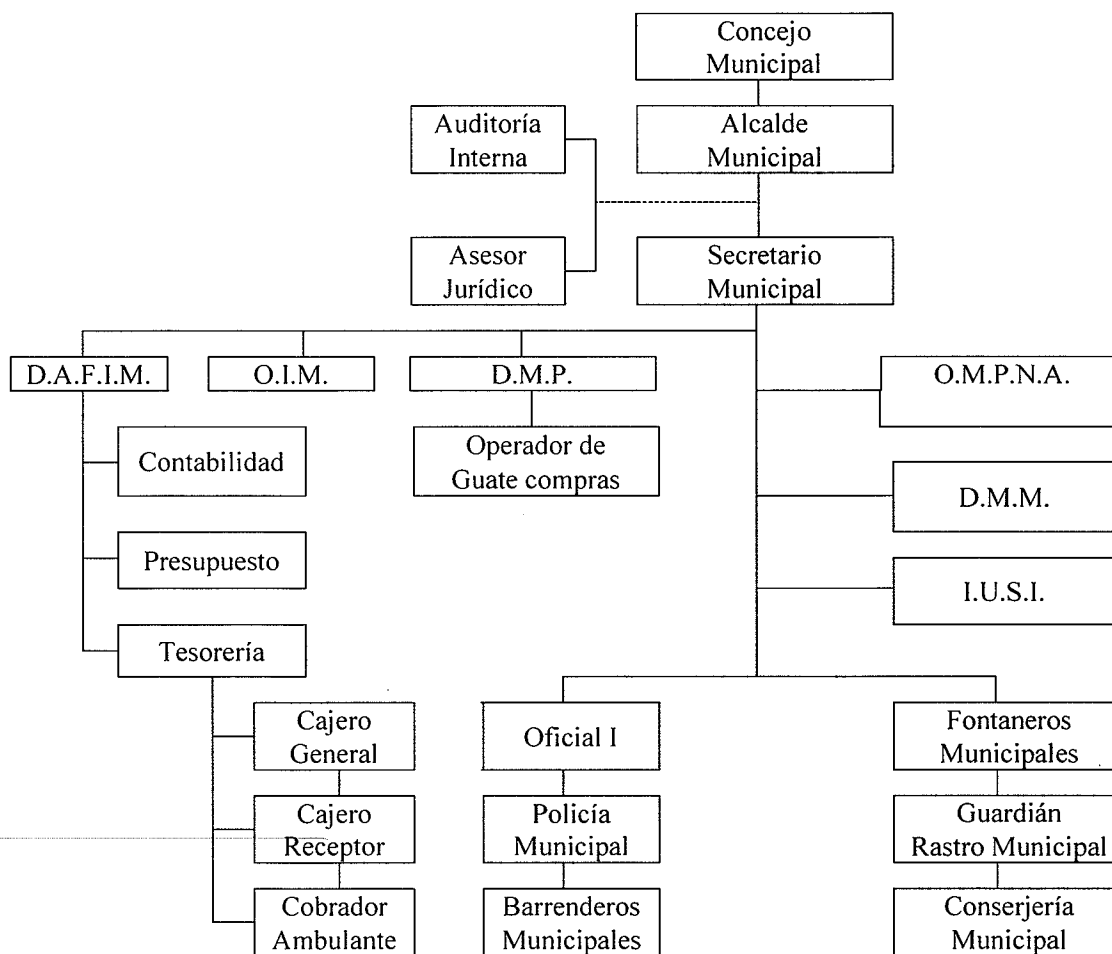 Concejo
Municipal
Auditoría
Interna
Alcalde
Municipal
Asesor
Jurídico
Secretario
Municipal
D.A.F.I.M.
O.I.M.
D.M.P.
O.M.P.N.A.
Contabilidad
Operador de
Guate compras
D.M.M.
Presupuesto
I.U.S.I.
Tesorería
Cajero
General
Oficial I
Fontaneros
Municipales
Cajero
Receptor
Policía
Municipal
Guardián
Rastro Municipal
Cobrador
Ambulante
Barrenderos
Municipales
Conserjería
Municipal